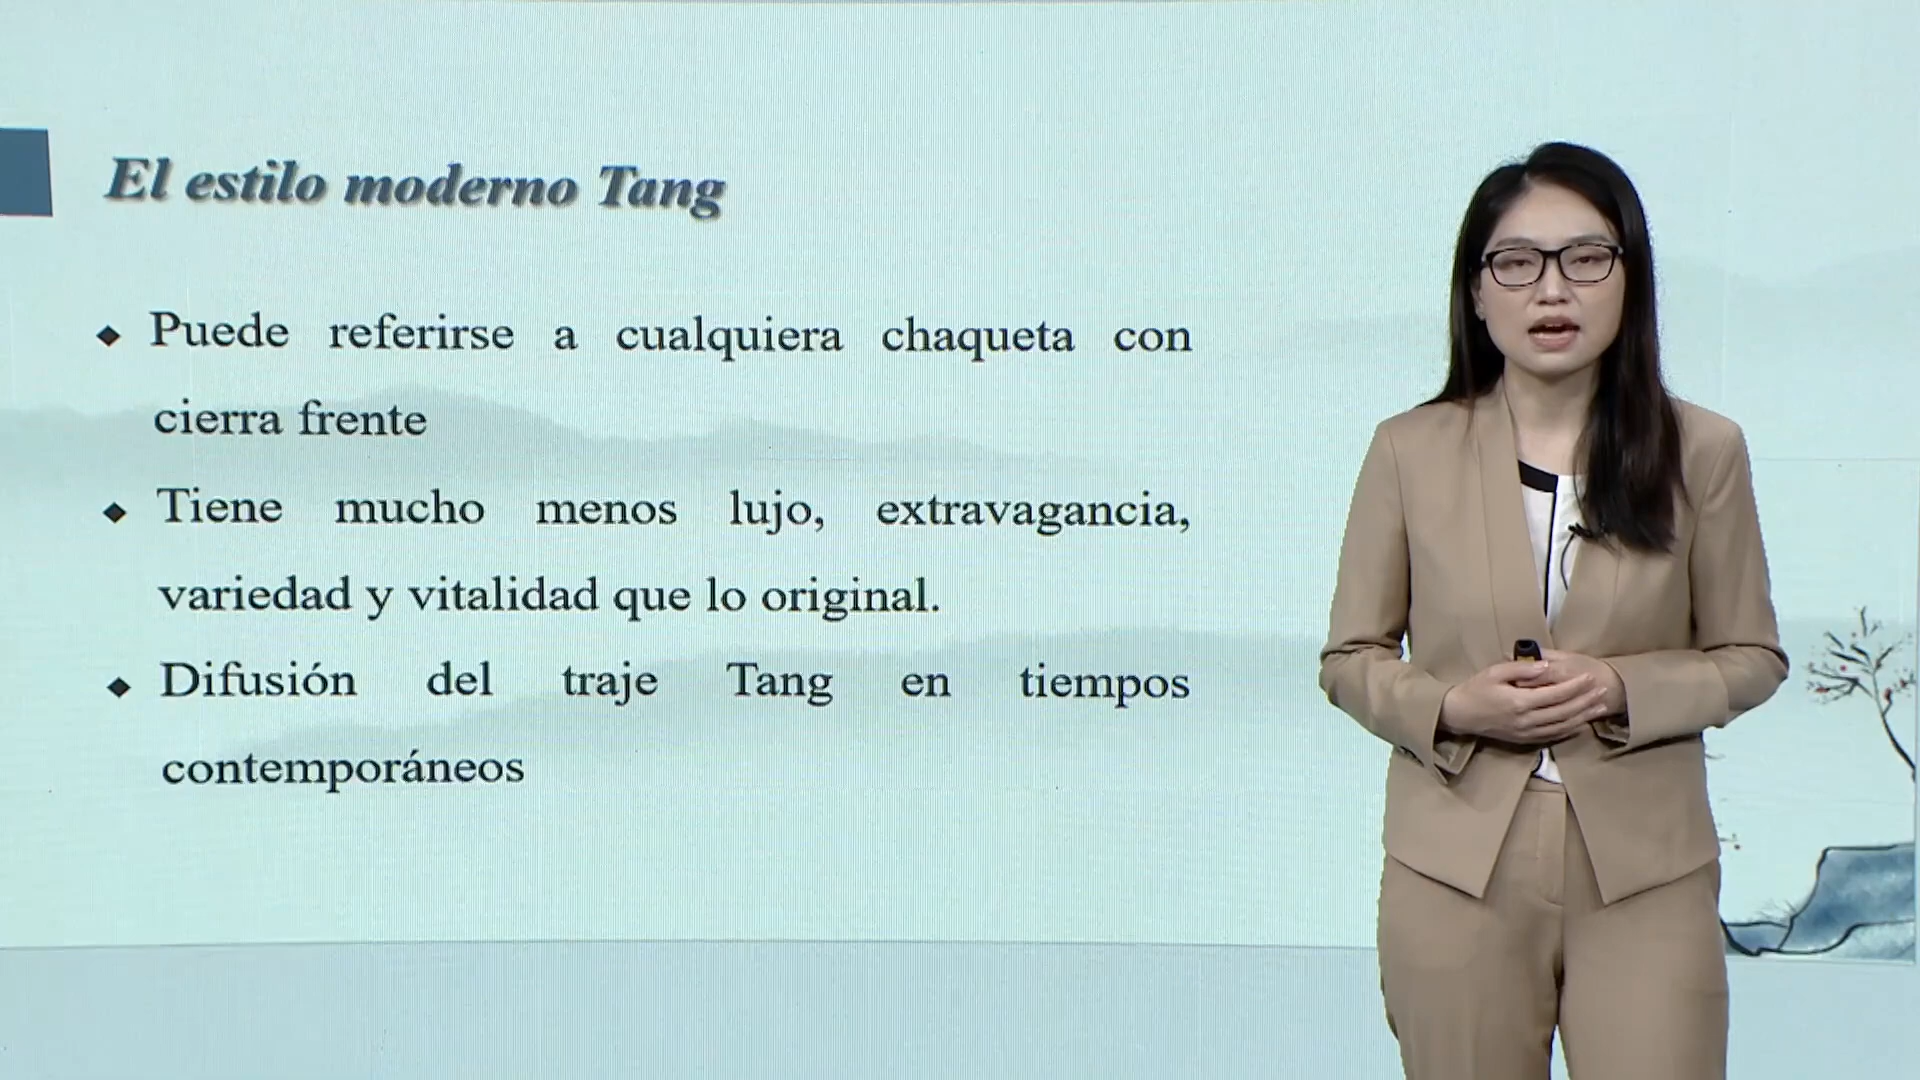 El estilo moderno Tang
◆ Puede referirse a cualquiera chaqueta con
cierra frente
◆ Tiene mucho menos lujo, extravagancia,
variedad y vitalidad que lo original.
◆ Difusión del traje Tang en tiempos
contemporáneos